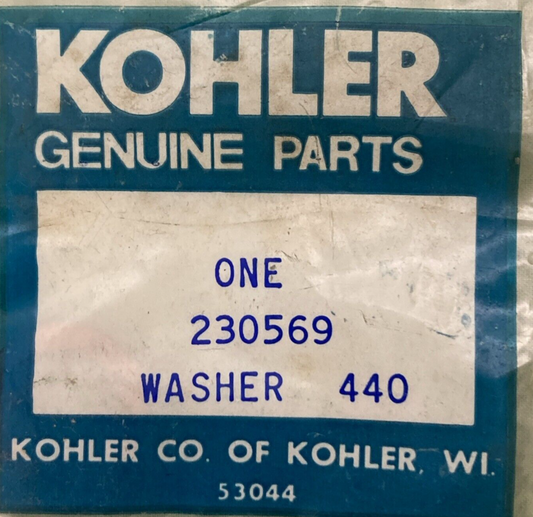 KOHLER
GENUINE PARTS
ONE
230569
WASHER 440
KOHLER CO. OF KOHLER, WI.
53044